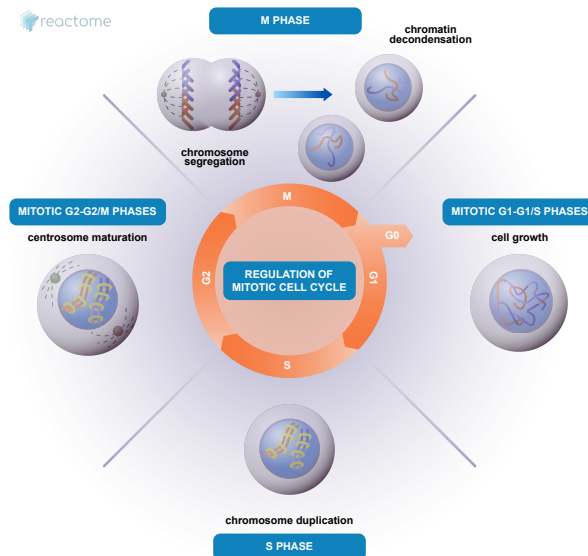 reactome
M PHASE
chromatin
decondensation
chromosome
segregation
MITOTIC G2-G2/M PHASES
centrosome maturation
MITOTIC G1-G1/S PHASES
cell growth
M
G0
G2
G1
REGULATION OF
MITOTIC CELL CYCLE
S
chromosome duplication
S PHASE